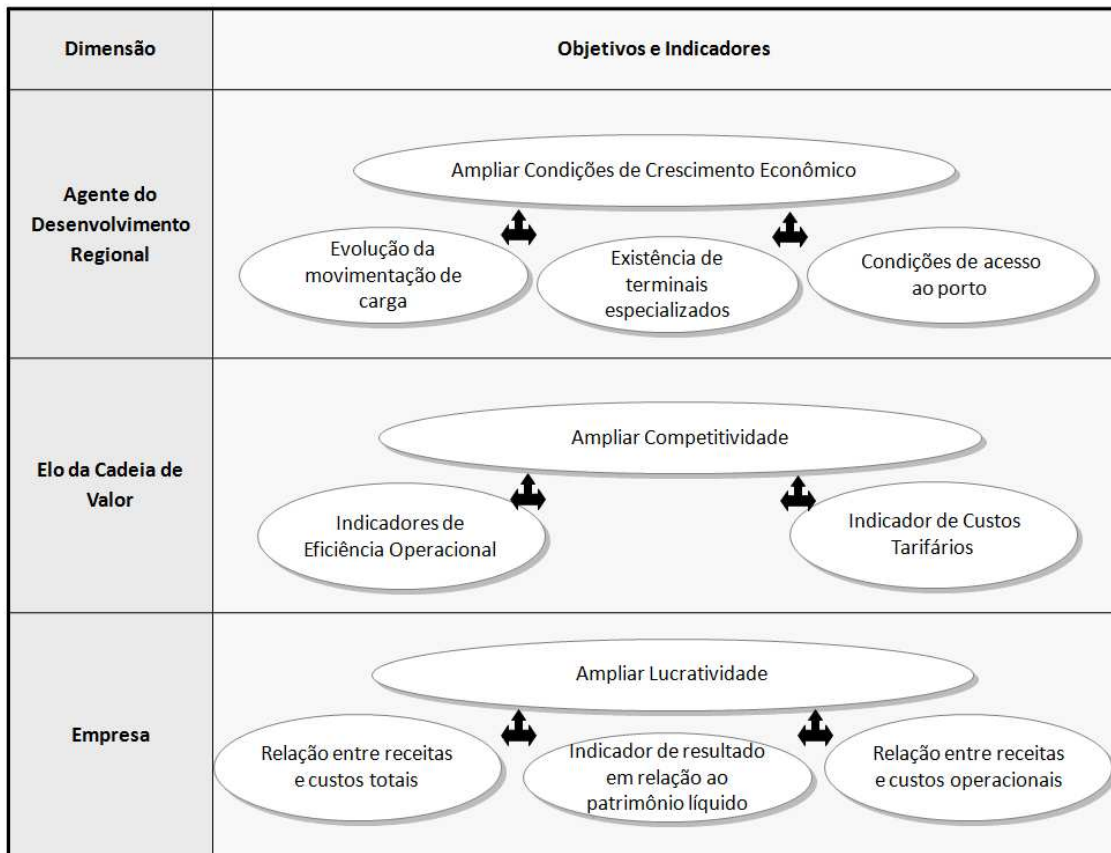 Dimensão
Objetivos e Indicadores
Agente do
Desenvolvimento
Regional
Ampliar Condições de Crescimento Econômico
Evolução da
movimentação de
carga
Existência de
terminais
especializados
Condições de acesso
ao porto
Elo da Cadeia de
Valor
Ampliar Competitividade
Indicadores de
Eficiência Operacional
Indicador de Custos
Tarifários
Empresa
Ampliar Lucratividade
Relação entre receitas
e custos totais
Indicador de resultado
em relação ao
patrimônio líquido
Relação entre receitas
e custos operacionais